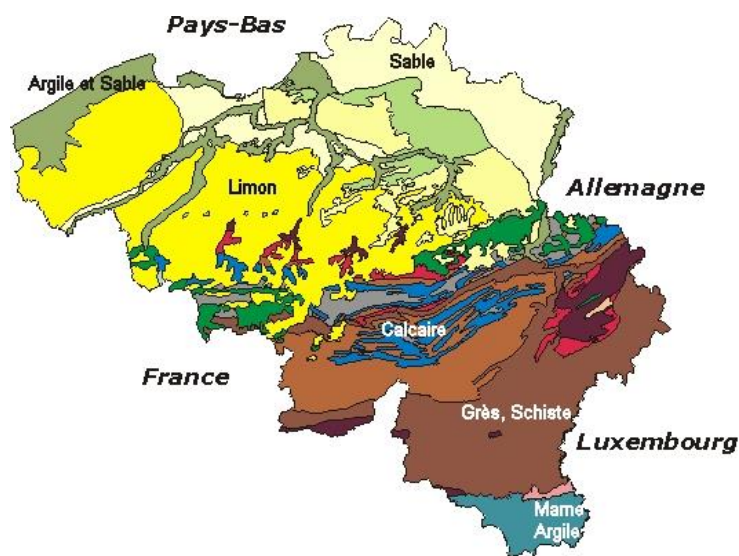 Pays-Bas
Sable
Argile et Sable
Limon
Allemagne
Calcaire
France
Grès, Schiste
Luxembourg
Marne
Argile